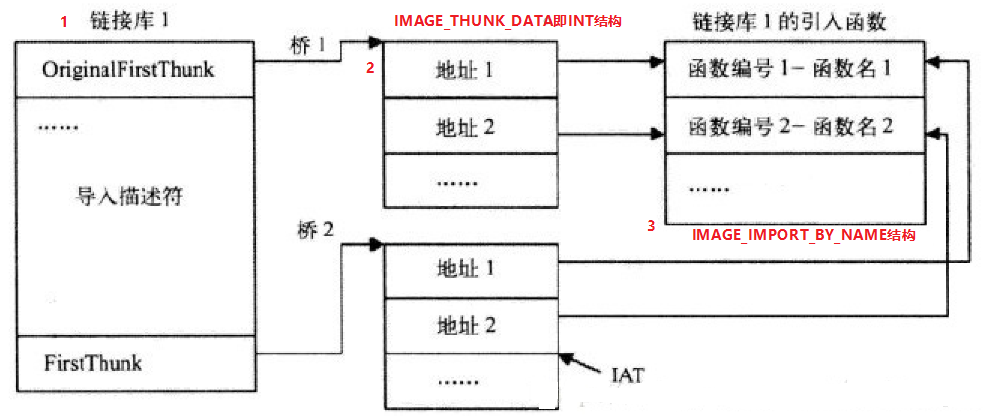 1 链接库 1
OriginalFirstThunk
……
导入描述符
FirstThunk
桥 1
IMAGE_THUNK_DATA即INT结构
2
地址 1
地址 2
……
链接库 1 的引入函数
函数编号 1－函数名 1
函数编号 2－函数名 2
……
3
IMAGE_IMPORT_BY_NAME结构
桥 2
地址 1
地址 2
……
IAT